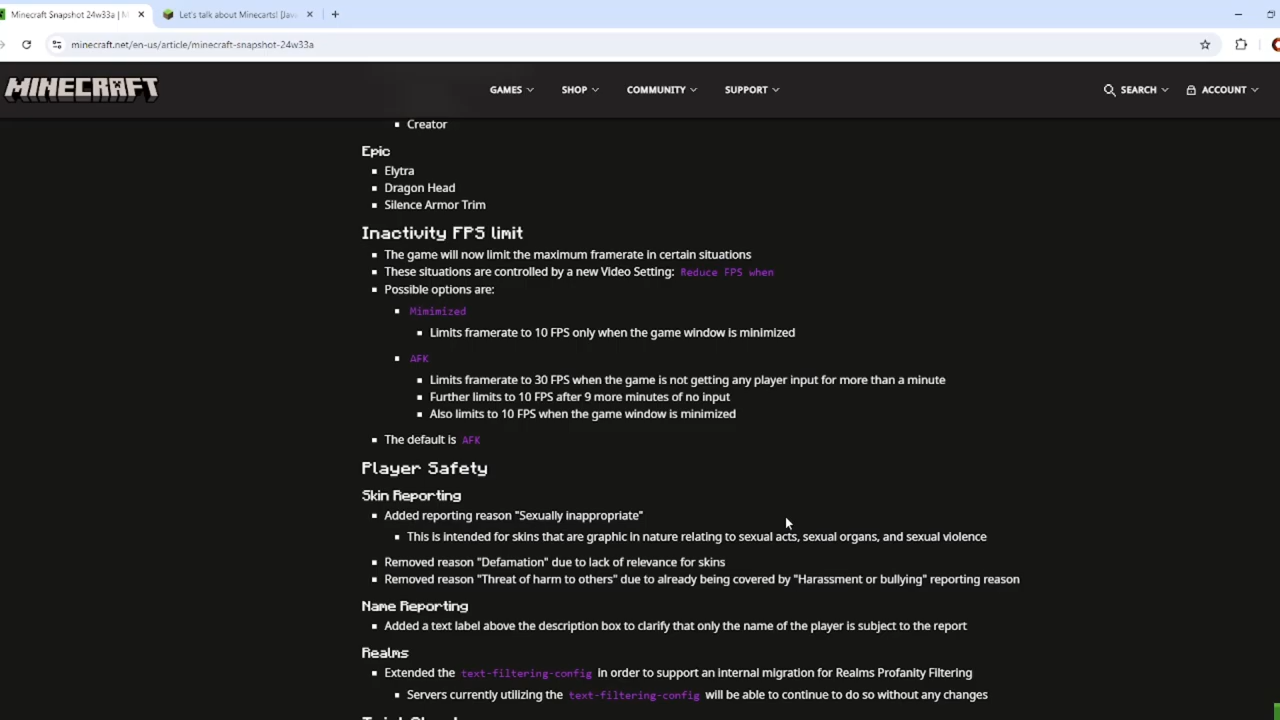 Minecraft Snapshot 24w33a | M
Let's talk about Minecarts! [Java
minecraft.net/en-us/article/minecraft-snapshot-24w33a
MINECRAFT
GAMES
SHOP
COMMUNITY
SUPPORT
SEARCH
ACCOUNT
Creator
Epic
Elytra
Dragon Head
Silence Armor Trim
Inactivity FPS limit
The game will now limit the maximum framerate in certain situations
These situations are controlled by a new Video Setting: Reduce FPS when
Possible options are:
Mimimized
Limits framerate to 10 FPS only when the game window is minimized
AFK
Limits framerate to 30 FPS when the game is not getting any player input for more than a minute
Further limits to 10 FPS after 9 more minutes of no input
Also limits to 10 FPS when the game window is minimized
The default is AFK
Player Safety
Skin Reporting
Added reporting reason "Sexually inappropriate"
This is intended for skins that are graphic in nature relating to sexual acts, sexual organs, and sexual violence
Removed reason "Defamation" due to lack of relevance for skins
Removed reason "Threat of harm to others" due to already being covered by "Harassment or bullying" reporting reason
Name Reporting
Added a text label above the description box to clarify that only the name of the player is subject to the report
Realms
Extended the text-filtering-config in order to support an internal migration for Realms Profanity Filtering
Servers currently utilizing the text-filtering-config will be able to continue to do so without any changes